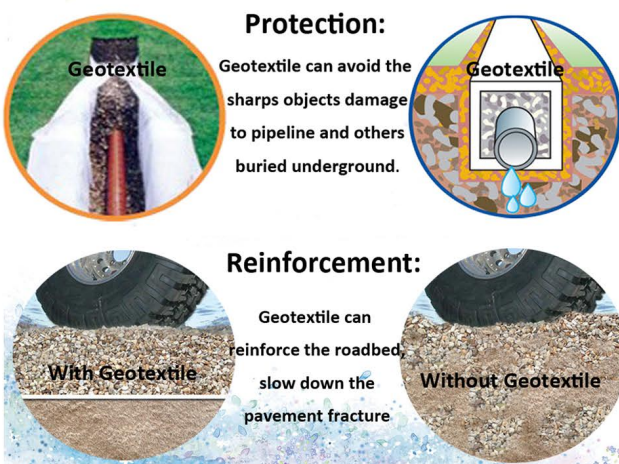 Protection:
Geotextile
Geotextile can avoid the
sharps objects damage
to pipeline and others
buried underground.
Geotextile
Reinforcement:
With Geotextile
Geotextile can
reinforce the roadbed,
slow down the
pavement fracture
Without Geotextile